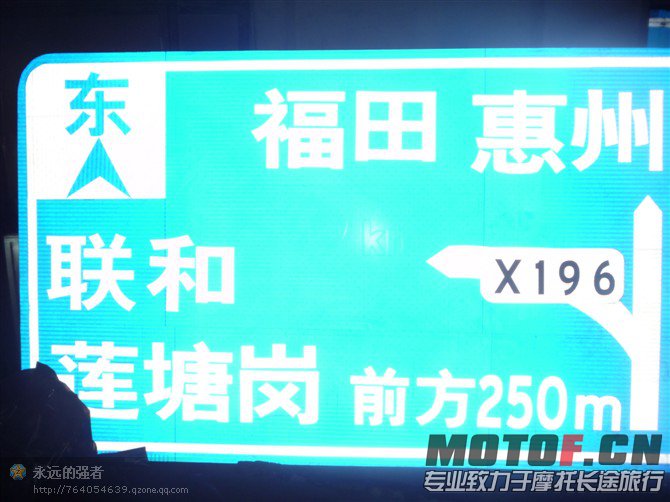 东
福田 惠州
联和
X196
莲塘岗 前方250m
MOTOF.CN
专业致力于摩托长途旅行
永远的强者
http://764054639.qzone.qq.com